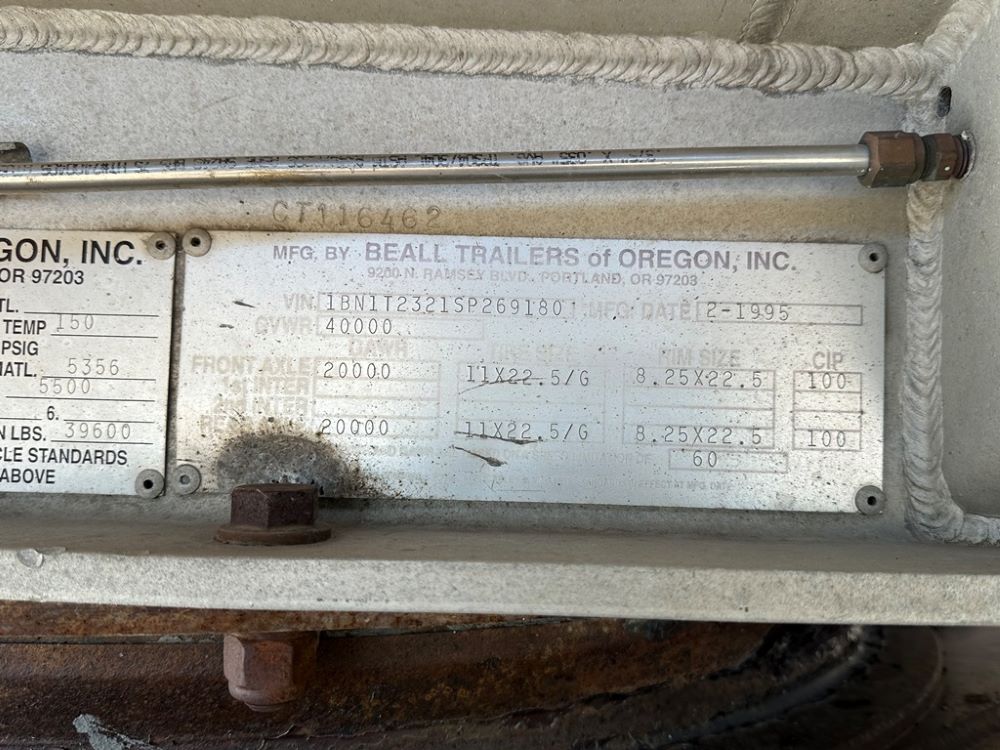 CT116462
GON, INC.
OR 97203
TL.
TEMP 150
PSIG
MATL. 5356
5500
6.
N LBS. 39600
CLE STANDARDS
ABOVE
MFG. BY BEALL TRAILERS of OREGON, INC.
9200 N. RAMSEY BLVD., PORTLAND, OR 97203
VIN 1BN1T2321SP269180 MFG. DATE 2-1995
GVWR 40000
GAWR RIM SIZE CIP
FRONT AXLE 20000 11X22.5/G 8.25X22.5 100
1st INTER
INTER
20000 11X22.5/G 8.25X22.5 100
60